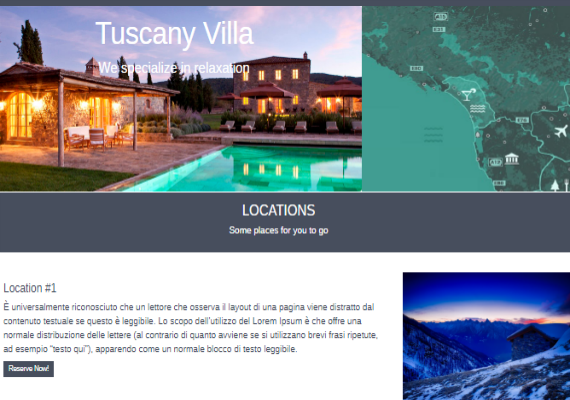 Tuscany Villa
We specialize in relaxation
LOCATIONS
Some places for you to go
Location #1
È universalmente riconosciuto che un lettore che osserva il layout di una pagina viene distratto dal
contenuto testuale se questo è leggibile. Lo scopo dell'utilizzo del Lorem Ipsum è che offre una
normale distribuzione delle lettere (al contrario di quanto avviene se si utilizzano brevi frasi ripetute,
ad esempio "testo qui"), apparendo come un normale blocco di testo leggibile.
Reserve Now!